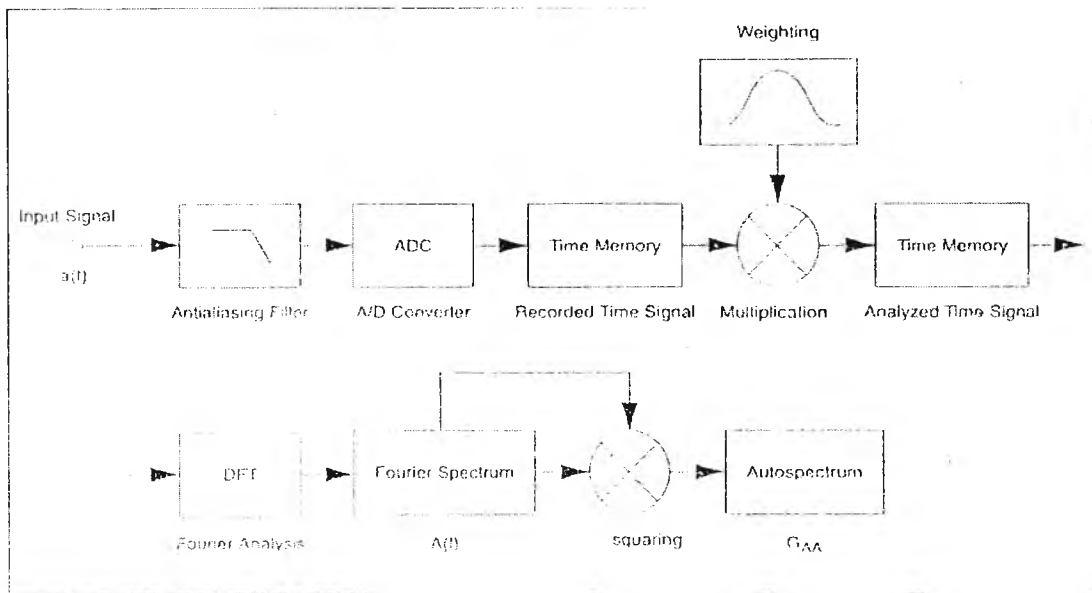 Weighting
Input Signal
a(t)
ADC
Time Memory
Time Memory
Antialiasing Filter
A/D Converter
Recorded Time Signal
Multiplication
Analyzed Time Signal
DFT
Fourier Spectrum
Autospectrum
Fourier Analysis
A(f)
squaring
GAA